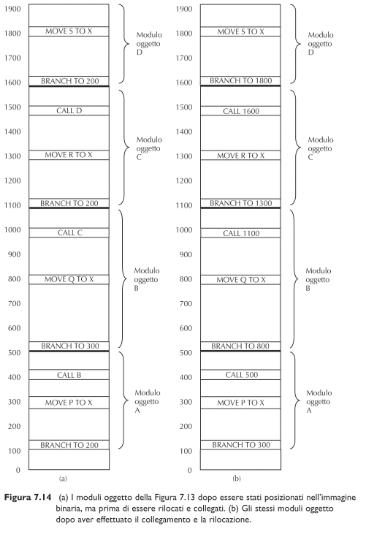 1900
1800 MOVE S TO X
1700
1600 BRANCH TO 200
1500 CALL D
1400
1300 MOVE R TO X
1200
1100 BRANCH TO 200
1000 CALL C
900
800 MOVE Q TO X
700
600
500 BRANCH TO 300
400 CALL B
300 MOVE P TO X
200
100 BRANCH TO 200
0
Modulo
oggetto
D
Modulo
oggetto
C
Modulo
oggetto
B
Modulo
oggetto
A
(a)
1900
1800 MOVE S TO X
1700
1600 BRANCH TO 1800
1500 CALL 1600
1400
1300 MOVE R TO X
1200
1100 BRANCH TO 1300
1000 CALL 1100
900
800 MOVE Q TO X
700
600
500 BRANCH TO 800
400 CALL 500
300 MOVE P TO X
200
100 BRANCH TO 300
0
Modulo
oggetto
D
Modulo
oggetto
C
Modulo
oggetto
B
Modulo
oggetto
A
(b)
Figura 7.14 (a) I moduli oggetto della Figura 7.13 dopo essere stati posizionati nell'immagine
binaria, ma prima di essere rilocati e collegati. (b) Gli stessi moduli oggetto
dopo aver effettuato il collegamento e la rilocazione.